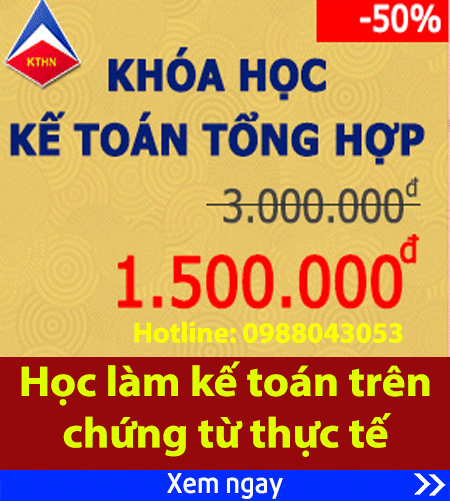 -50%
KTHN
KHÓA HỌC
KẾ TOÁN TỔNG HỢP
3.000.000đ
1.500.000đ
Hotline: 0988043053
Học làm kế toán trên
chứng từ thực tế
Xem ngay >>